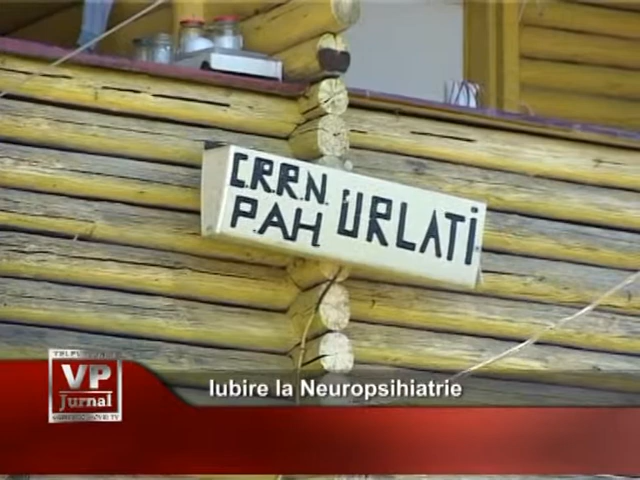 C.R.R.N.
PAH URLATi
Iubire la Neuropsihiatrie
VP
Jurnal